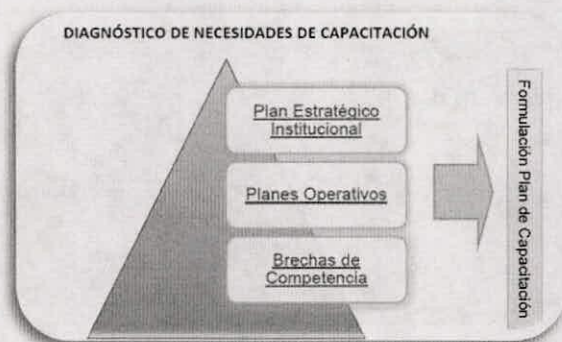 DIAGNÓSTICO DE NECESIDADES DE CAPACITACIÓN
Plan Estratégico
Institucional
Planes Operativos
Brechas de
Competencia
Formulación Plan de Capacitación